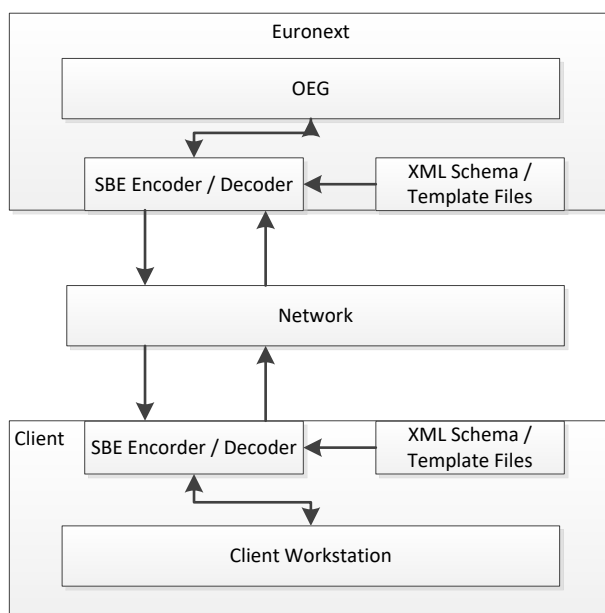 Euronext
OEG
SBE Encoder / Decoder
XML Schema /
Template Files
Network
Client
SBE Encorder / Decoder
XML Schema /
Template Files
Client Workstation